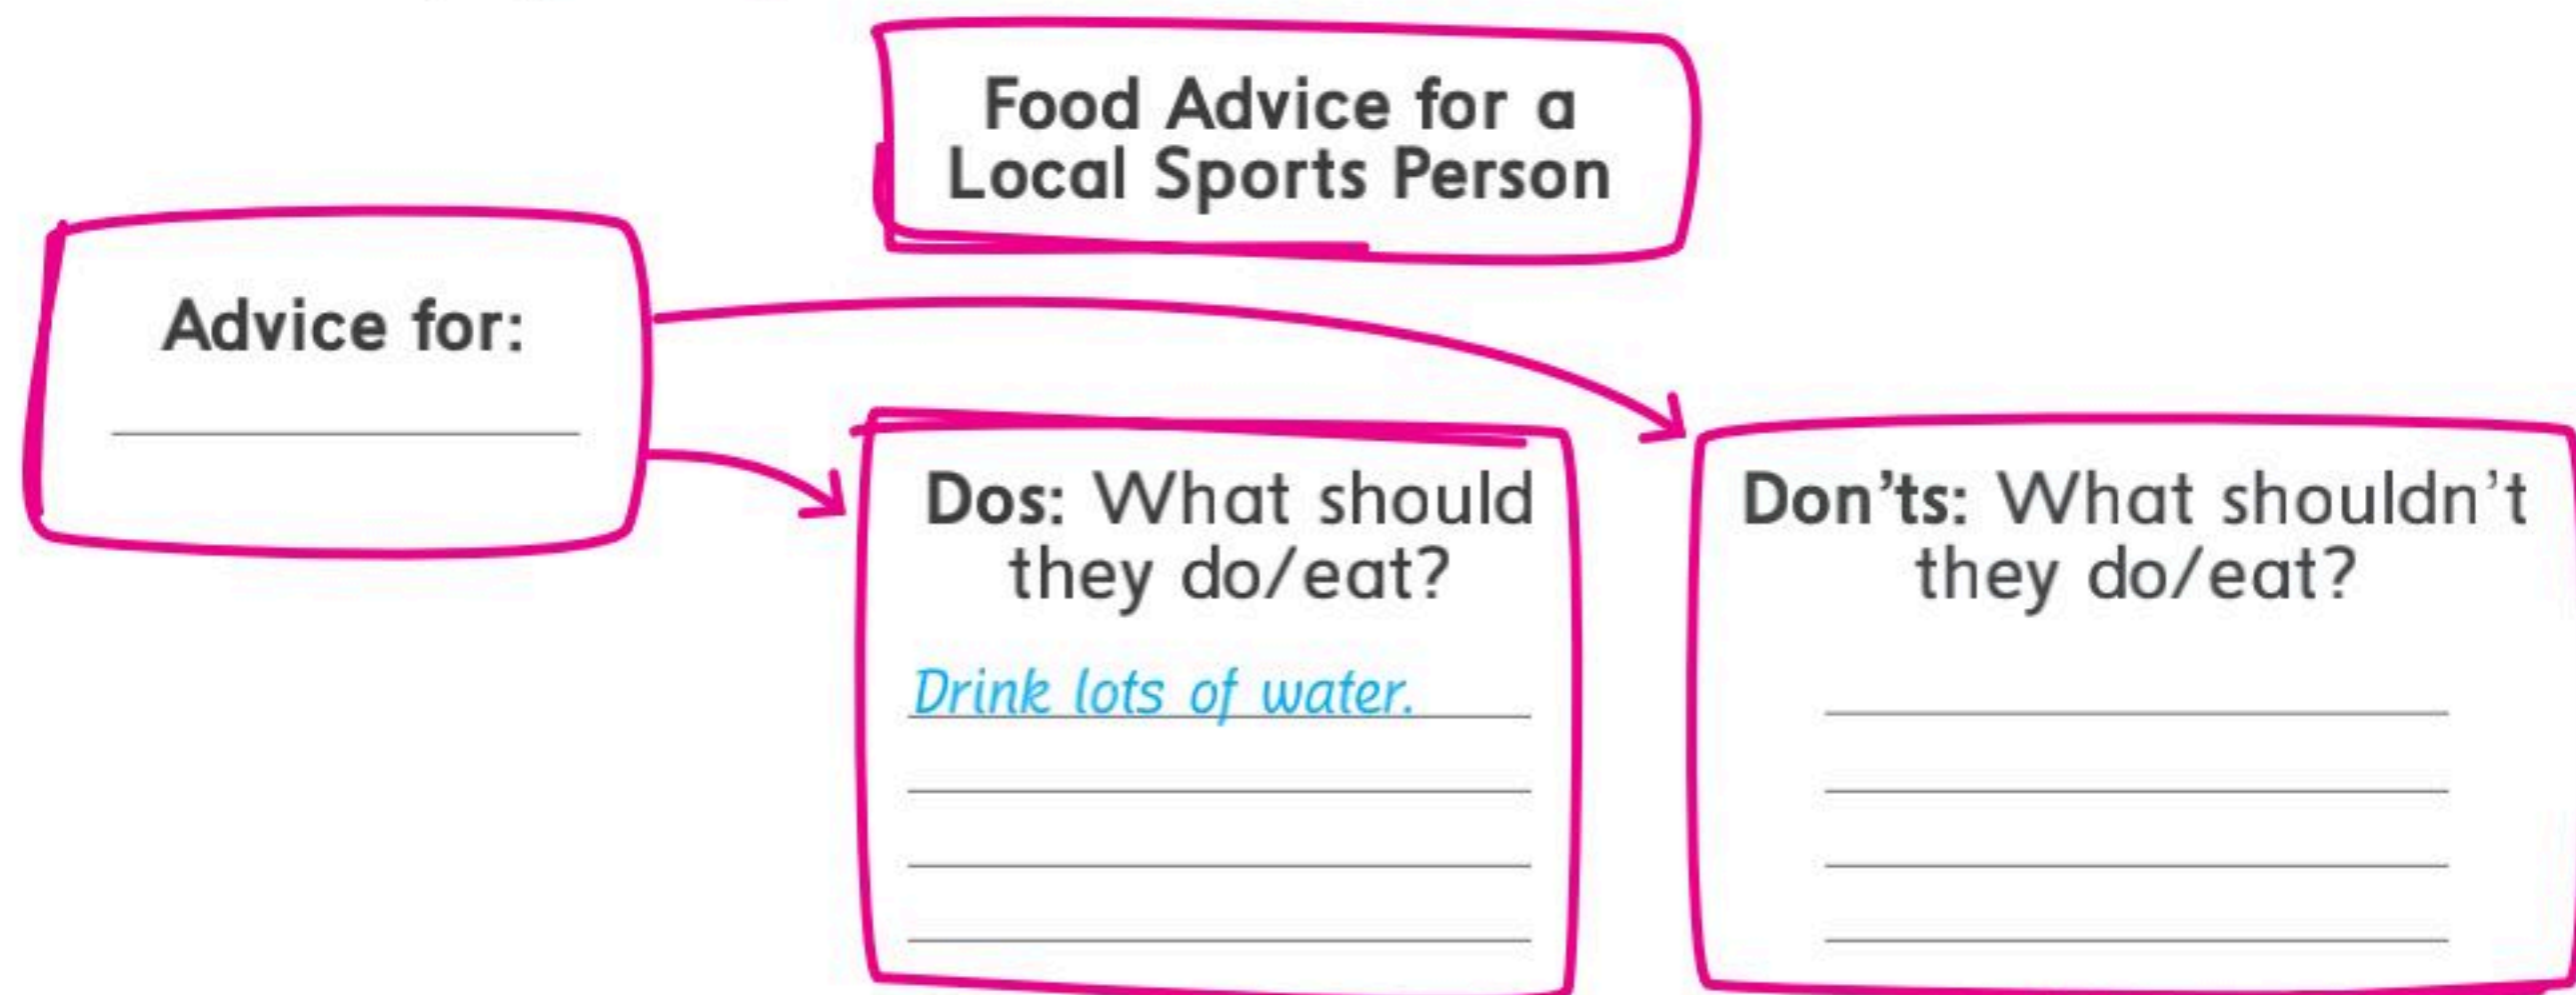 Food Advice for a
Local Sports Person
Advice for:
Dos: What should
they do/eat?
Drink lots of water.
Don'ts: What shouldn't
they do/eat?